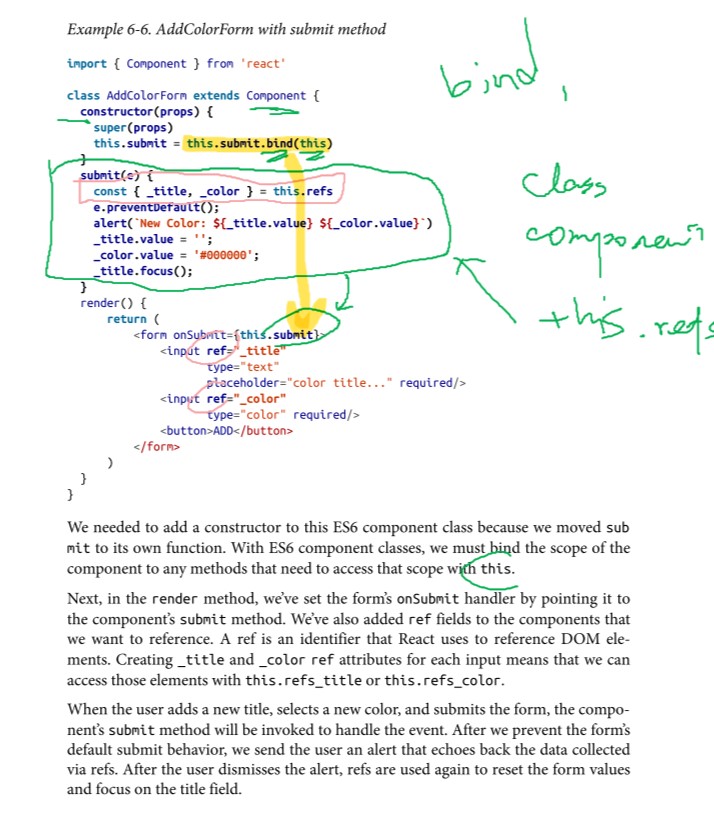 Example 6-6. AddColorForm with submit method
import { Component } from 'react'
class AddColorForm extends Component {
constructor(props) {
super(props)
this.submit = this.submit.bind(this)
}
submit(e) {
const { _title, _color } = this.refs
e.preventDefault();
alert(`New Color: ${_title.value} ${_color.value}`)
_title.value = '';
_color.value = '#000000';
_title.focus();
}
render() {
return (
<form onSubmit={this.submit}>
<input ref="_title"
type="text"
placeholder="color title..." required/>
<input ref="_color"
type="color" required/>
<button>ADD</button>
</form>
)
}
}
bind,
class
component
this.refs
We needed to add a constructor to this ES6 component class because we moved sub
mit to its own function. With ES6 component classes, we must bind the scope of the
component to any methods that need to access that scope with this.
Next, in the render method, we've set the form's onSubmit handler by pointing it to
the component's submit method. We've also added ref fields to the components that
we want to reference. A ref is an identifier that React uses to reference DOM ele-
ments. Creating _title and _color ref attributes for each input means that we can
access those elements with this.refs_title or this.refs_color.
When the user adds a new title, selects a new color, and submits the form, the compo-
nent's submit method will be invoked to handle the event. After we prevent the form's
default submit behavior, we send the user an alert that echoes back the data collected
via refs. After the user dismisses the alert, refs are used again to reset the form values
and focus on the title field.